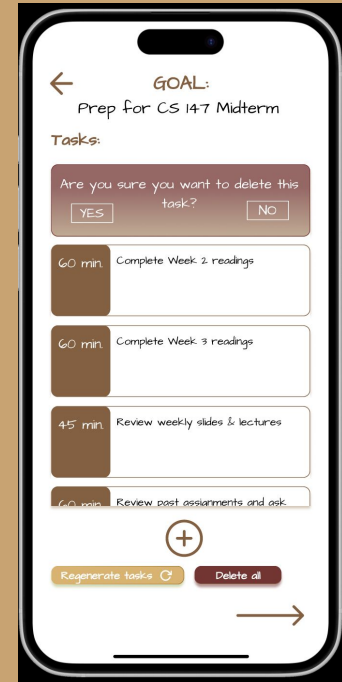 GOAL:
Prep for CS 147 Midterm
Tasks:
Are you sure you want to delete this
task?
YES
NO
60 min.
Complete Week 2 readings
60 min.
Complete Week 3 readings
45 min.
Review weekly slides & lectures
60 min.
Review past assignments and ask
Regenerate tasks
Delete all